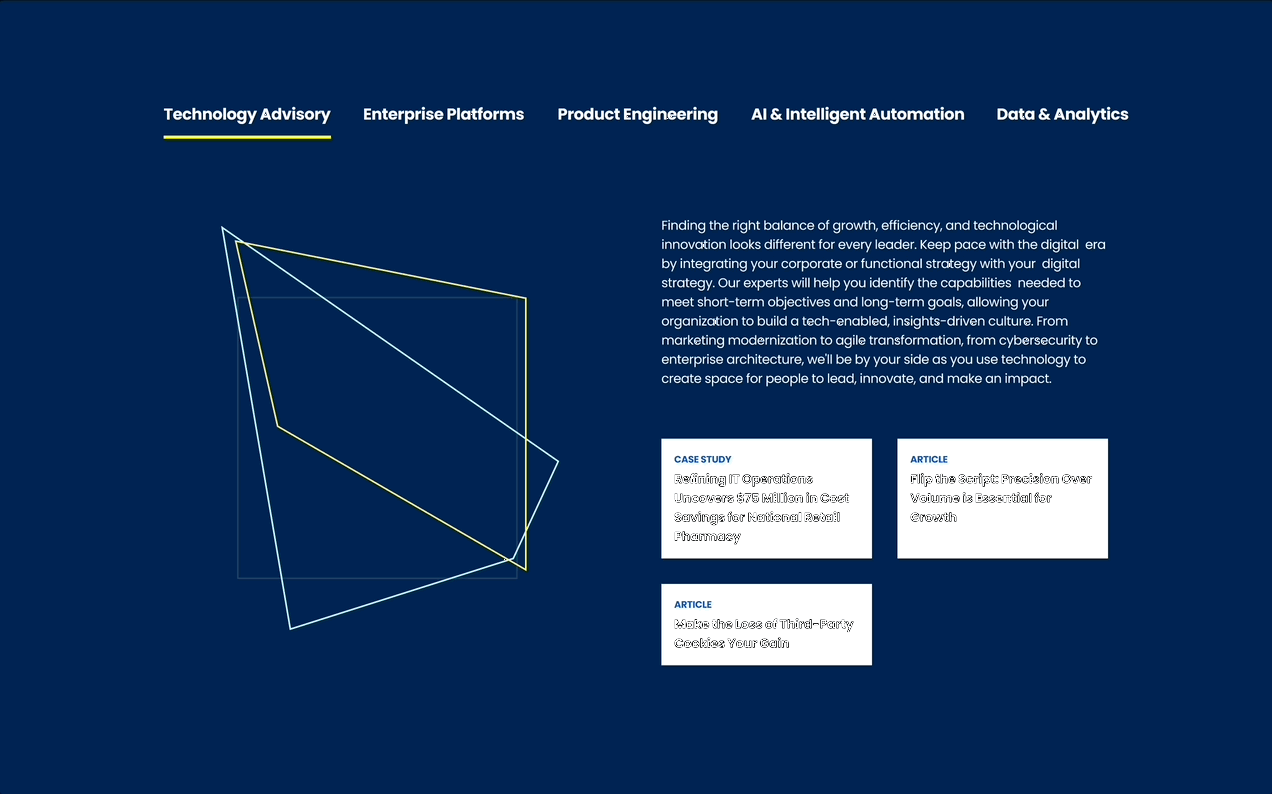 Technology Advisory Enterprise Platforms Product Engineering AI & Intelligent Automation Data & Analytics
Finding the right balance of growth, efficiency, and technological
innovation looks different for every leader. Keep pace with the digital era
by integrating your corporate or functional strategy with your digital
strategy. Our experts will help you identify the capabilities needed to
meet short-term objectives and long-term goals, allowing your
organization to build a tech-enabled, insights-driven culture. From
marketing modernization to agile transformation, from cybersecurity to
enterprise architecture, we'll be by your side as you use technology to
create space for people to lead, innovate, and make an impact.
CASE STUDY
Refining IT Operations
Uncovers $75 Million in Cost
Savings for National Retail
Pharmacy
ARTICLE
Flip the Script: Precision Over
Volume is Essential for
Growth
ARTICLE
Make the Loss of Third-Party
Cookies Your Gain